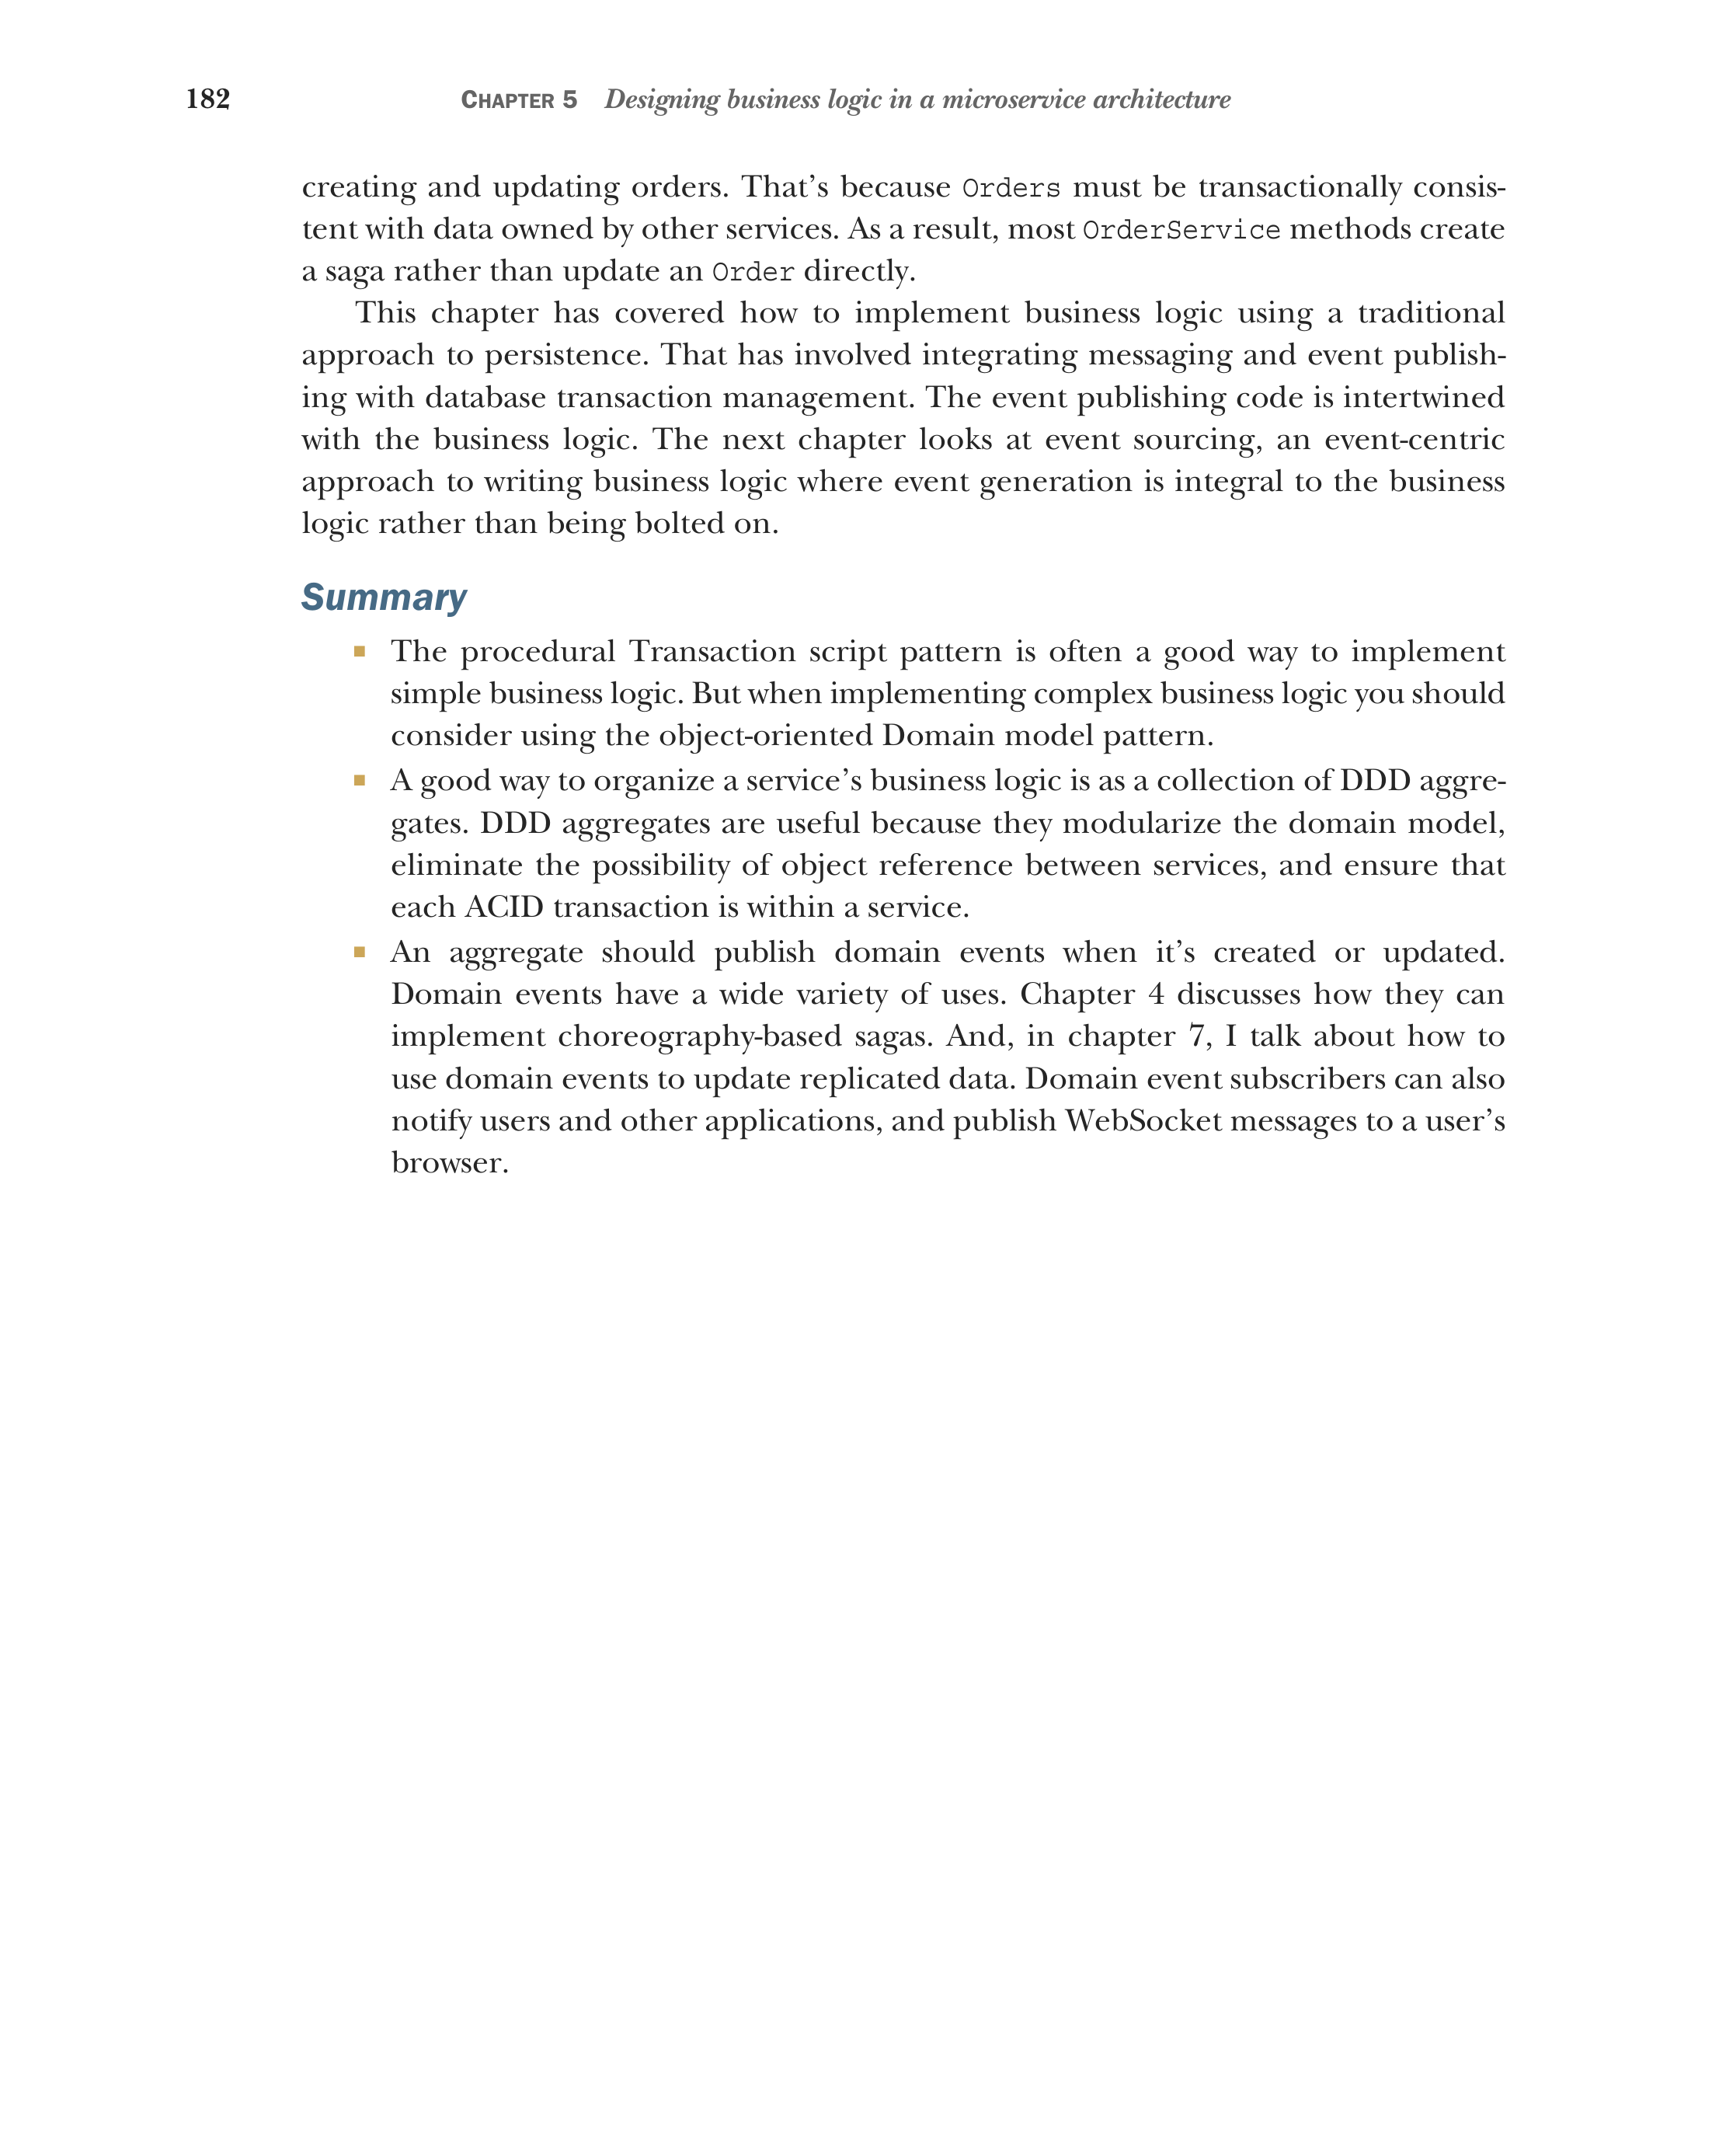 182 CHAPTER 5 Designing business logic in a microservice architecture
creating and updating orders. That’s because Orders must be transactionally consis-
tent with data owned by other services. As a result, most OrderService methods create
a saga rather than update an Order directly.
This chapter has covered how to implement business logic using a traditional
approach to persistence. That has involved integrating messaging and event publish-
ing with database transaction management. The event publishing code is intertwined
with the business logic. The next chapter looks at event sourcing, an event-centric
approach to writing business logic where event generation is integral to the business
logic rather than being bolted on.
Summary
■ The procedural Transaction script pattern is often a good way to implement
simple business logic. But when implementing complex business logic you should
consider using the object-oriented Domain model pattern.
■ A good way to organize a service’s business logic is as a collection of DDD aggre-
gates. DDD aggregates are useful because they modularize the domain model,
eliminate the possibility of object reference between services, and ensure that
each ACID transaction is within a service.
■ An aggregate should publish domain events when it’s created or updated.
Domain events have a wide variety of uses. Chapter 4 discusses how they can
implement choreography-based sagas. And, in chapter 7, I talk about how to
use domain events to update replicated data. Domain event subscribers can also
notify users and other applications, and publish WebSocket messages to a user’s
browser.